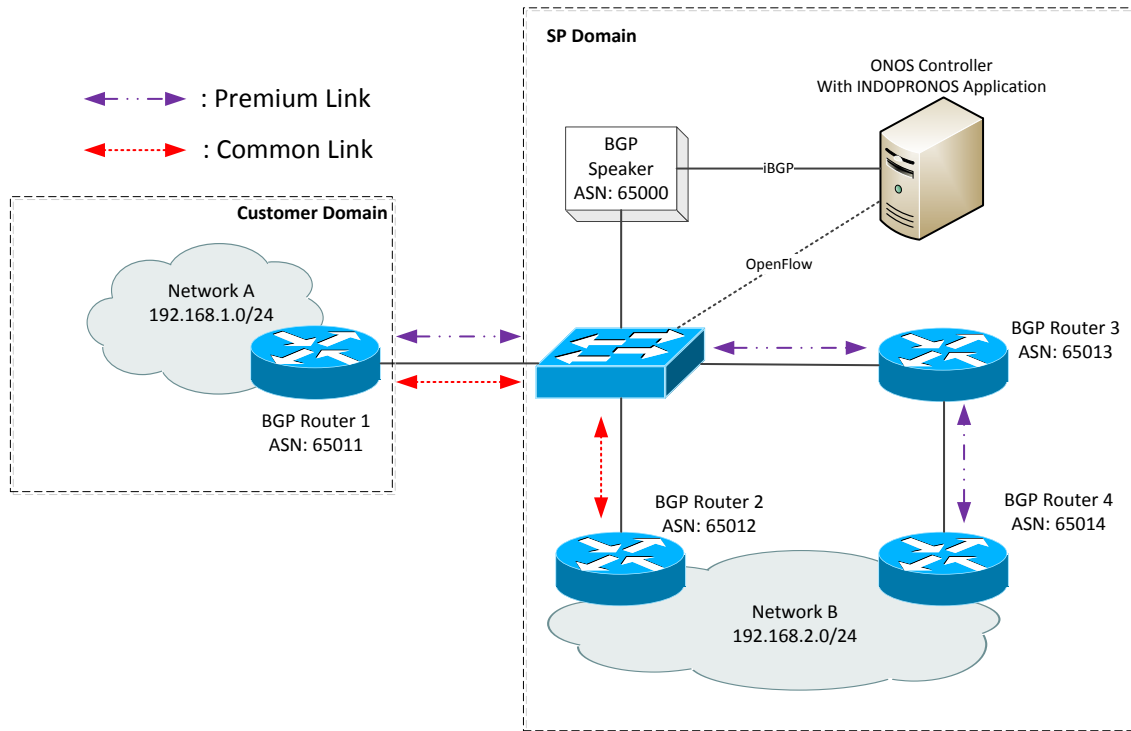 SP Domain
ONOS Controller
With INDOPRONOS Application
: Premium Link
: Common Link
BGP
Speaker
ASN: 65000
iBGP
Customer Domain
OpenFlow
Network A
192.168.1.0/24
BGP Router 1
ASN: 65011
BGP Router 3
ASN: 65013
BGP Router 2
ASN: 65012
BGP Router 4
ASN: 65014
Network B
192.168.2.0/24